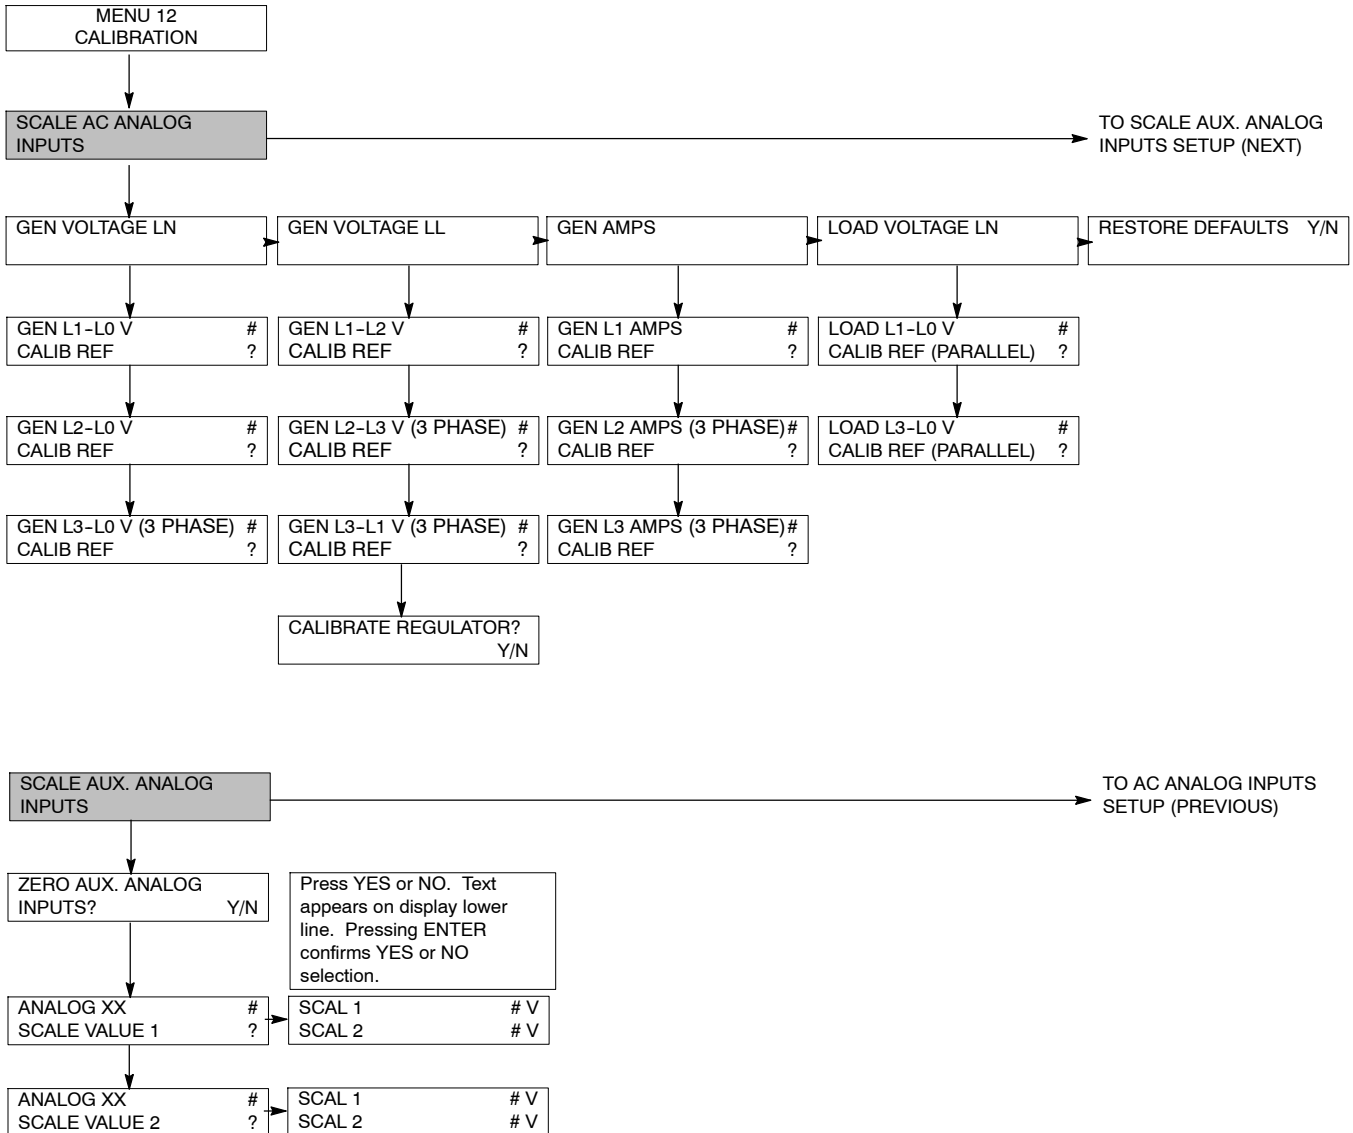 MENU 12
CALIBRATION
SCALE AC ANALOG
INPUTS
TO SCALE AUX. ANALOG
INPUTS SETUP (NEXT)
GEN VOLTAGE LN
GEN VOLTAGE LL
GEN AMPS
LOAD VOLTAGE LN
RESTORE DEFAULTS Y/N
GEN L1-L0 V #
CALIB REF ?
GEN L1-L2 V #
CALIB REF ?
GEN L1 AMPS #
CALIB REF ?
LOAD L1-L0 V #
CALIB REF (PARALLEL) ?
GEN L2-L0 V #
CALIB REF ?
GEN L2-L3 V (3 PHASE) #
CALIB REF ?
GEN L2 AMPS (3 PHASE) #
CALIB REF ?
LOAD L3-L0 V #
CALIB REF (PARALLEL) ?
GEN L3-L0 V (3 PHASE) #
CALIB REF ?
GEN L3-L1 V (3 PHASE) #
CALIB REF ?
GEN L3 AMPS (3 PHASE) #
CALIB REF ?
CALIBRATE REGULATOR?
Y/N
SCALE AUX. ANALOG
INPUTS
TO AC ANALOG INPUTS
SETUP (PREVIOUS)
ZERO AUX. ANALOG
INPUTS? Y/N
Press YES or NO. Text
appears on display lower
line. Pressing ENTER
confirms YES or NO
selection.
ANALOG XX #
SCALE VALUE 1 ?
SCAL 1 # V
SCAL 2 # V
ANALOG XX #
SCALE VALUE 2 ?
SCAL 1 # V
SCAL 2 # V